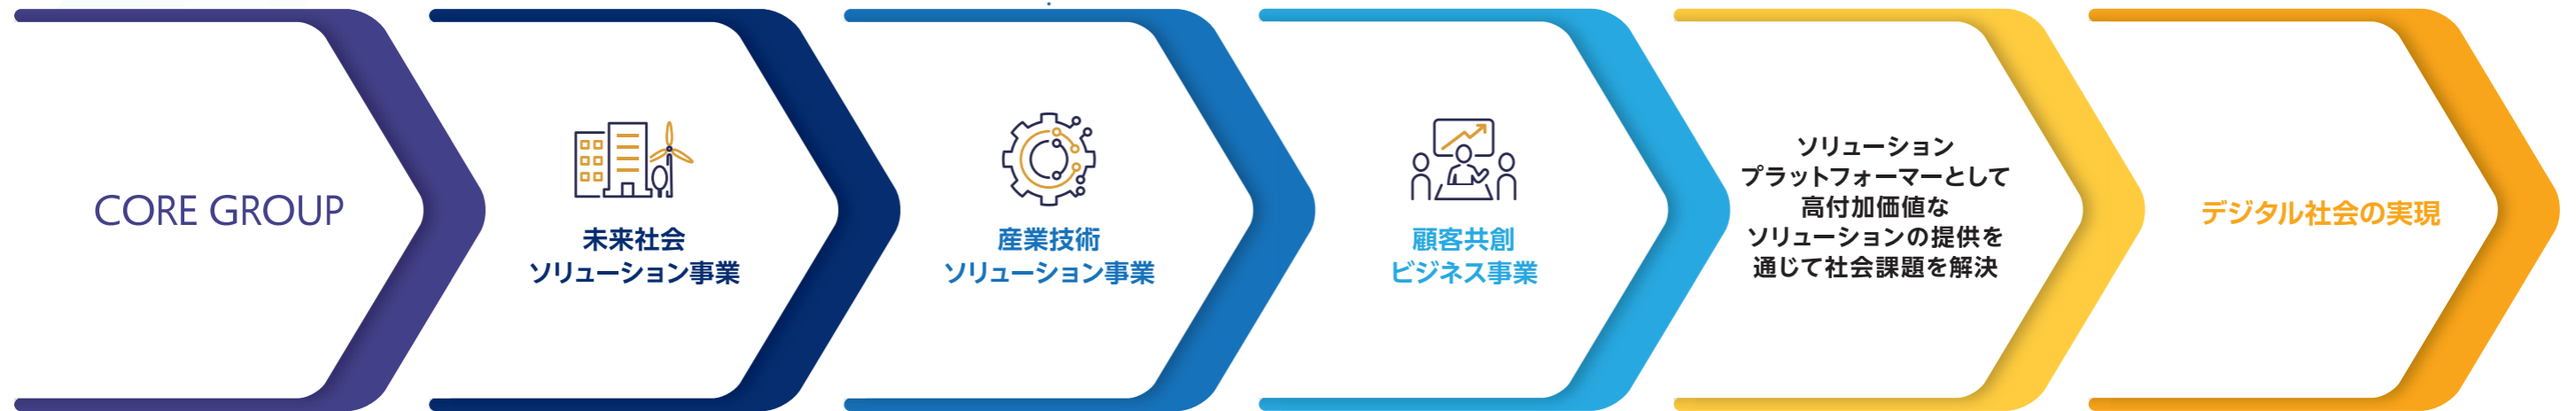 CORE GROUP
未来社会
ソリューション事業
産業技術
ソリューション事業
顧客共創
ビジネス事業
ソリューション
プラットフォーマーとして
高付加価値な
ソリューションの提供を
通じて社会課題を解決
デジタル社会の実現